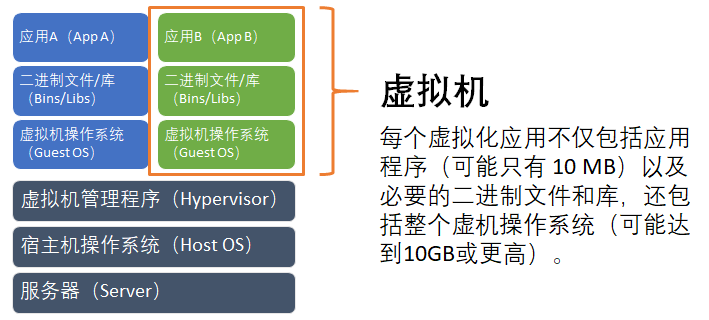 应用A（App A）
应用B（App B）
二进制文件/库
（Bins/Libs）
二进制文件/库
（Bins/Libs）
虚拟机操作系统
（Guest OS）
虚拟机操作系统
（Guest OS）
虚拟机管理程序（Hypervisor）
宿主机操作系统（Host OS）
服务器（Server）
虚拟机
每个虚拟化应用不仅包括应用
程序（可能只有 10 MB）以及
必要的二进制文件和库，还包
括整个虚机操作系统（可能达
到10GB或更高）。